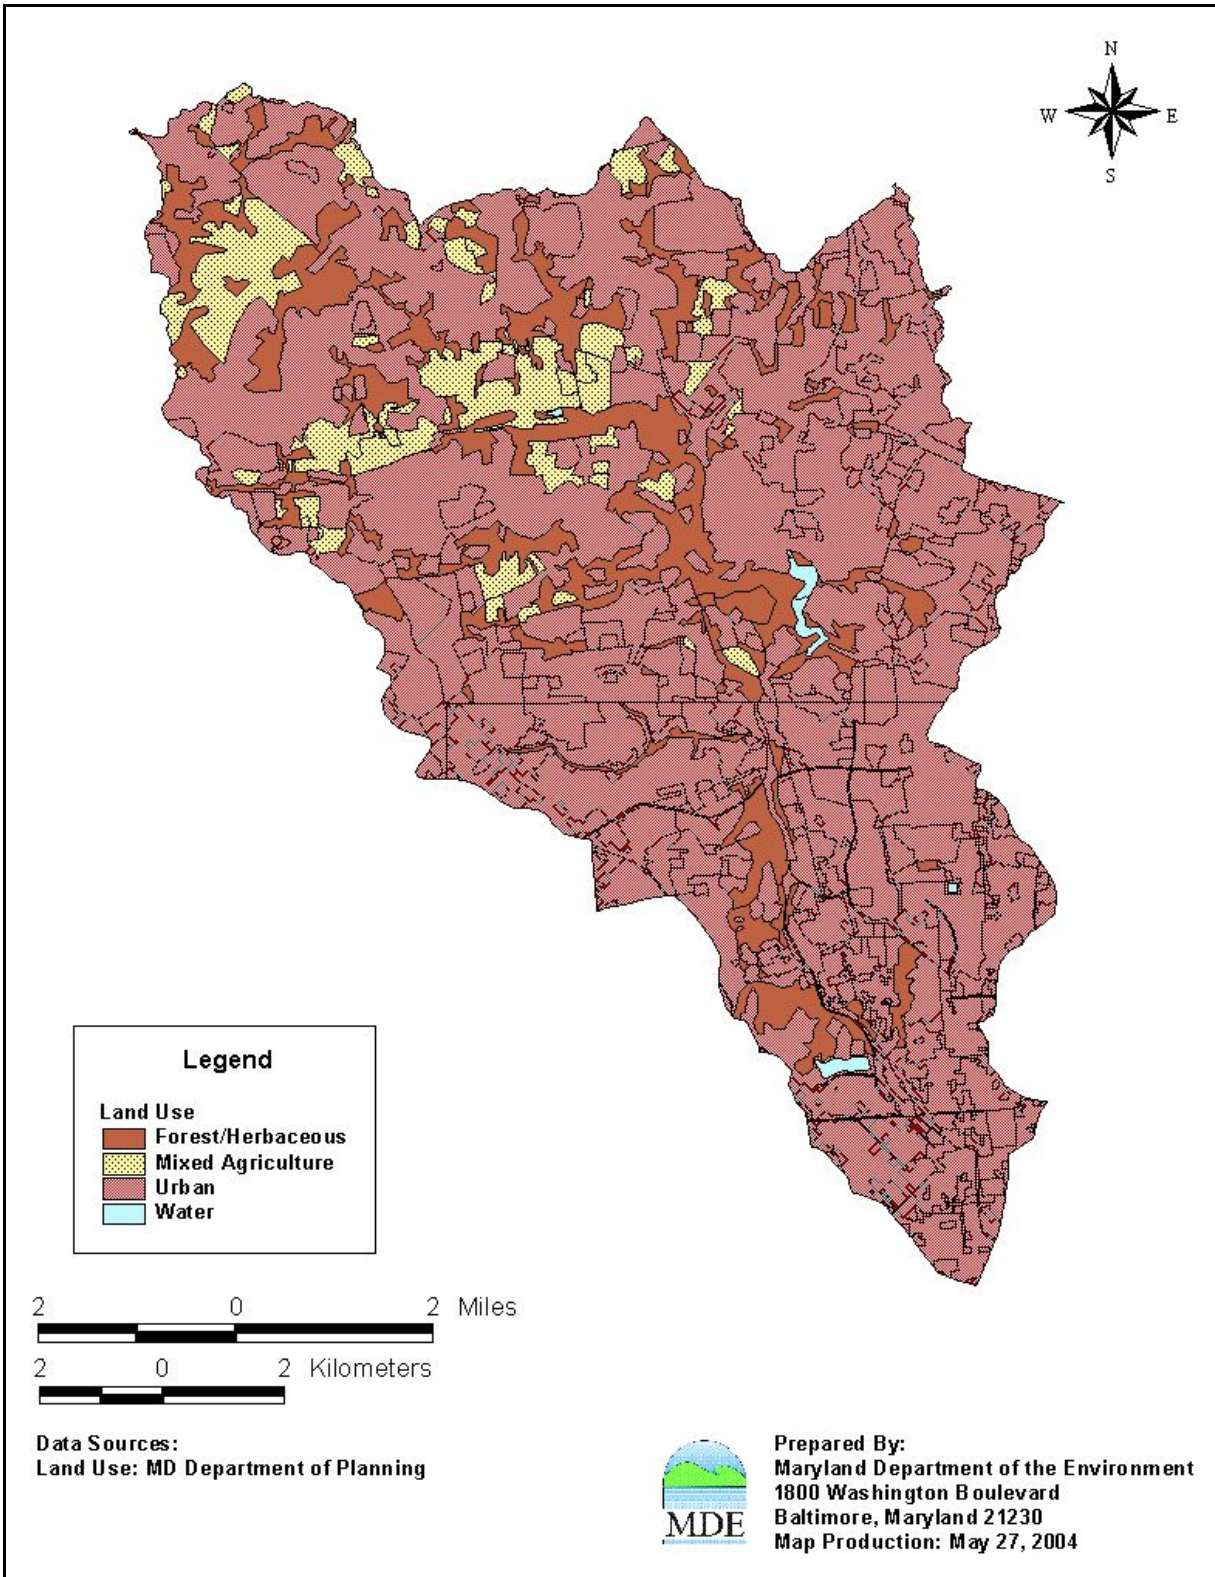 N
W E
S
Legend
Land Use
Forest/Herbaceous
Mixed Agriculture
Urban
Water
2 0 2 Miles
2 0 2 Kilometers
Data Sources:
Land Use: MD Department of Planning
MDE
Prepared By:
Maryland Department of the Environment
1800 Washington Boulevard
Baltimore, Maryland 21230
Map Production: May 27, 2004